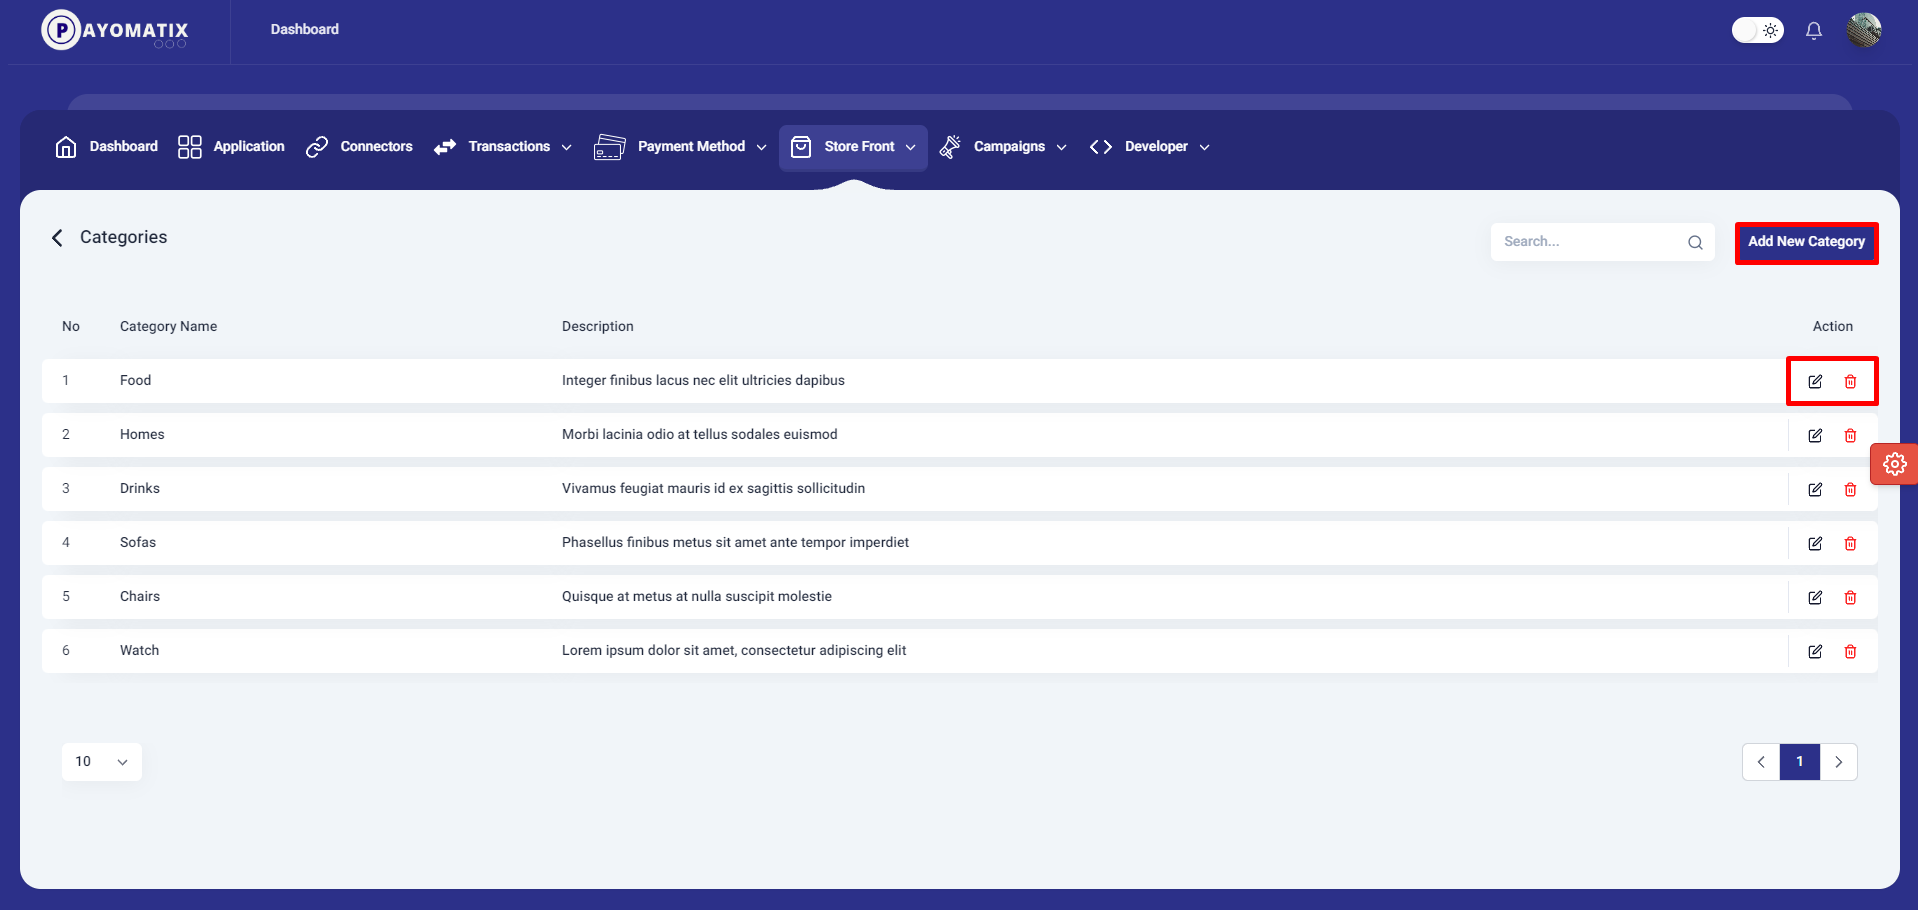 PAYOMATIX
Dashboard
Dashboard Application Connectors Transactions Payment Method Store Front Campaigns Developer
Categories
Search...
Add New Category
No Category Name Description Action
1 Food Integer finibus lacus nec elit ultricies dapibus
2 Homes Morbi lacinia odio at tellus sodales euismod
3 Drinks Vivamus feugiat mauris id ex sagittis sollicitudin
4 Sofas Phasellus finibus metus sit amet ante tempor imperdiet
5 Chairs Quisque at metus at nulla suscipit molestie
6 Watch Lorem ipsum dolor sit amet, consectetur adipiscing elit
10
1